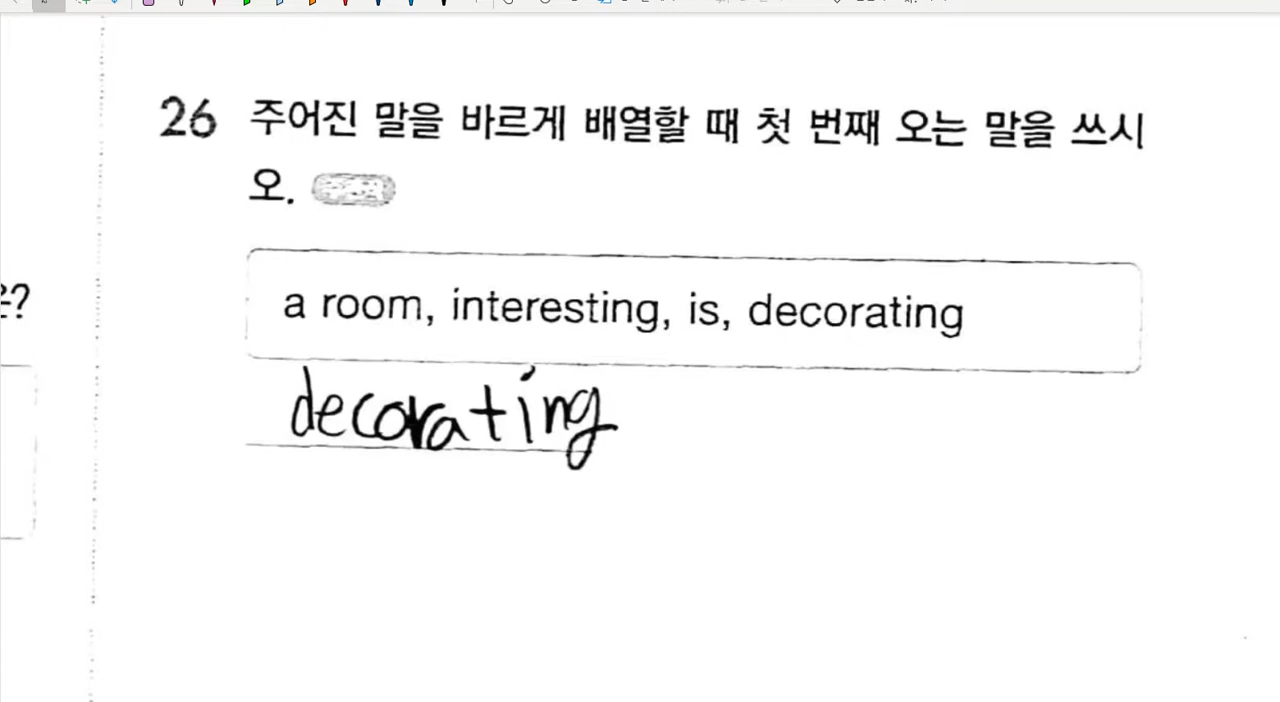 26 주어진 말을 바르게 배열할 때 첫 번째 오는 말을 쓰시
오.
?
a room, interesting, is, decorating
decorating